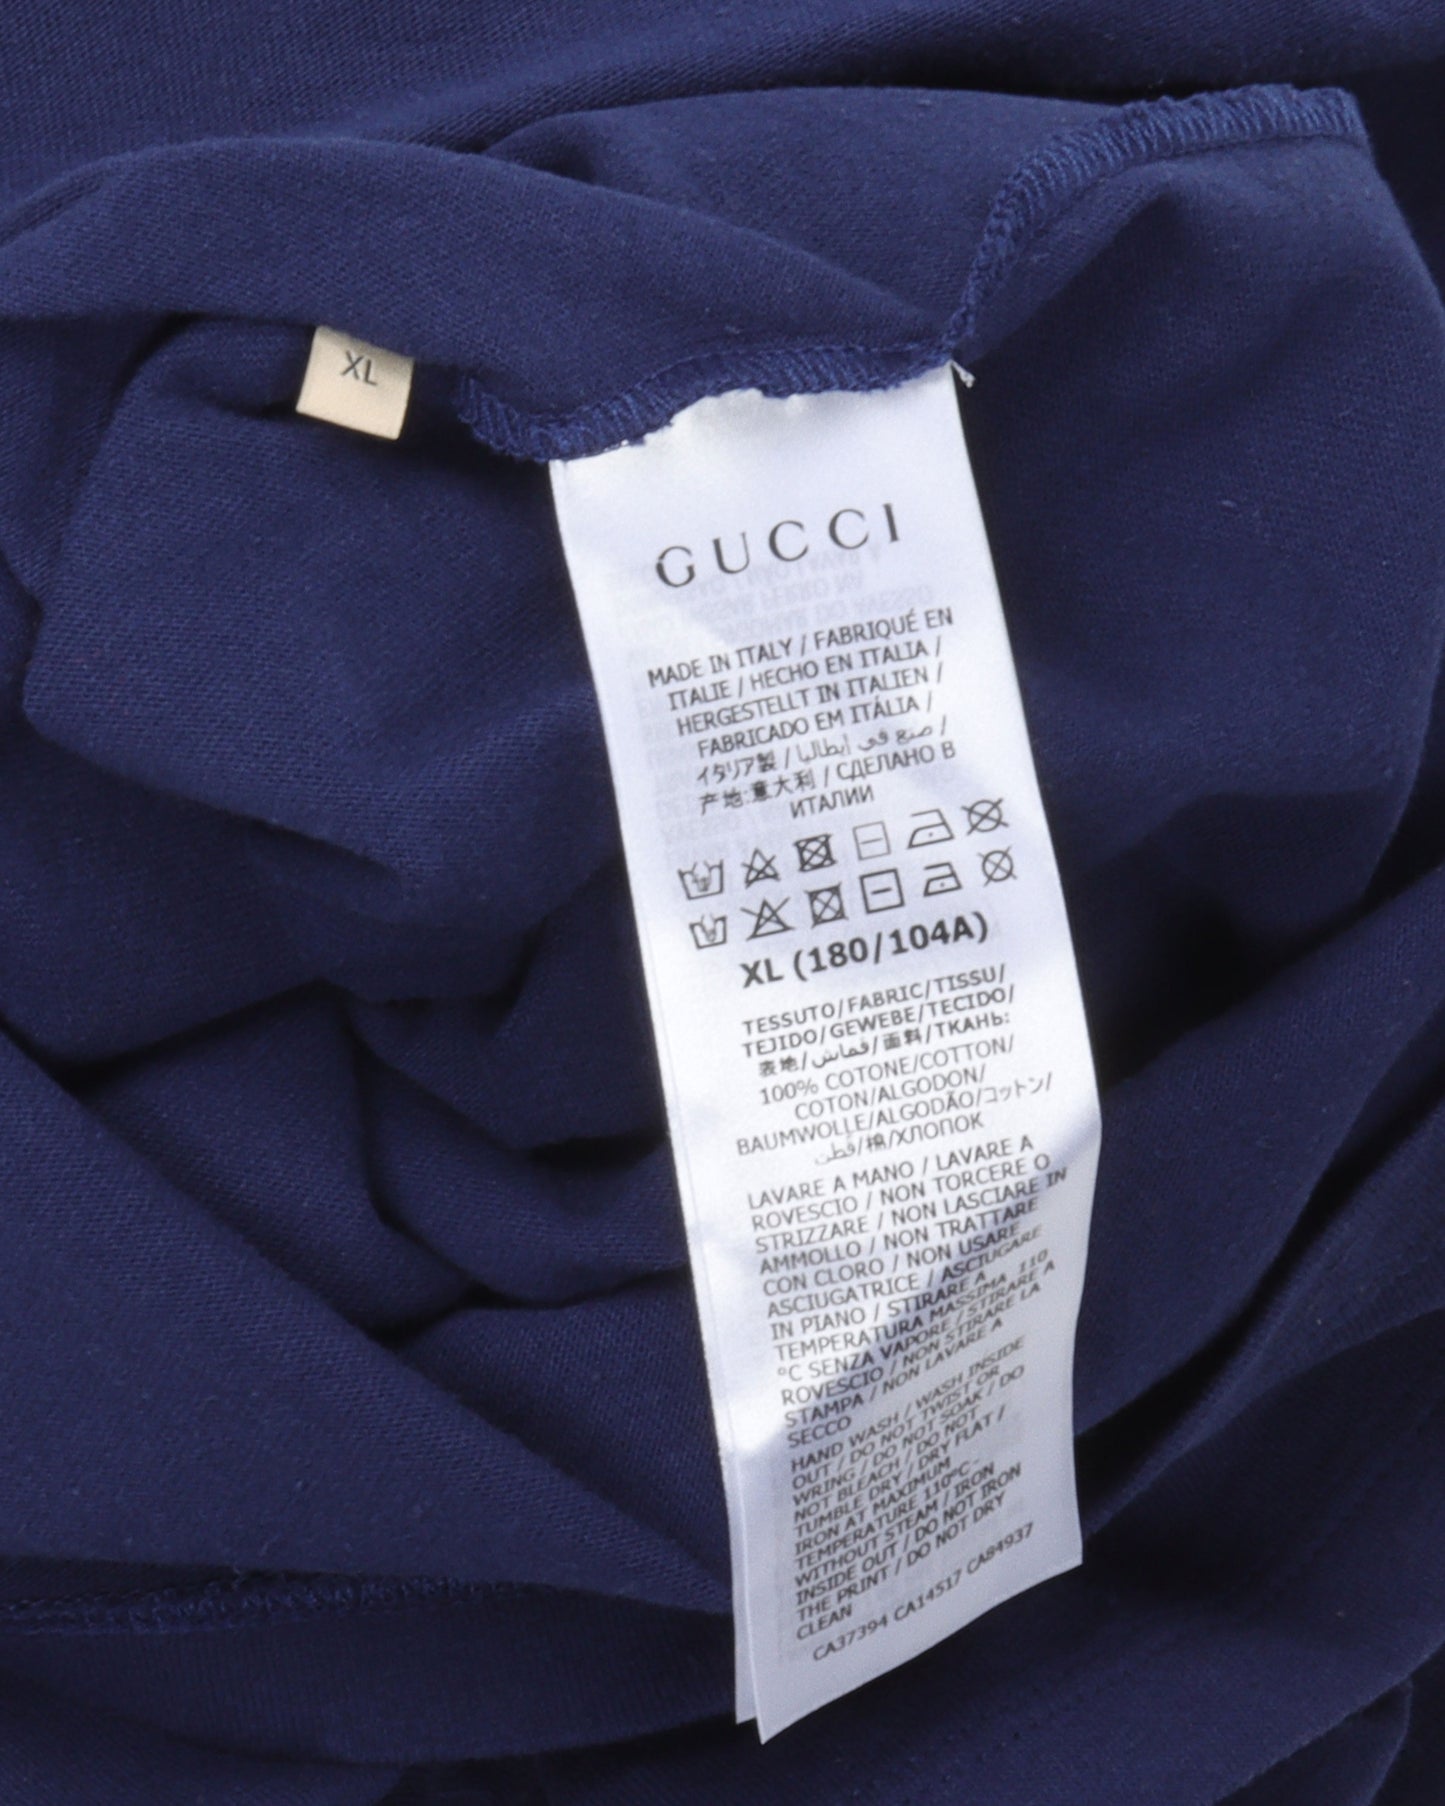 XL
GUCCI
MADE IN ITALY / FABRIQUÉ EN
ITALIE / HECHO EN ITALIA /
HERGESTELLT IN ITALIEN /
FABRICADO EM ITÁLIA /
イタリア製 / صنع في إيطاليا /
产地:意大利 / СДЕЛАНО В
ИТАЛИИ
XL (180/104A)
TESSUTO/FABRIC/TISSU/
TEJIDO/GEWEBE/TECIDO/
表地/قماش/面料/ТКАНЬ:
100% COTONE/COTTON/
COTON/ALGODON/
BAUMWOLLE/ALGODÃO/コットン/
قطن/棉/ХЛОПОК
LAVARE A MANO / LAVARE A
ROVESCIO / NON TORCERE O
STRIZZARE / NON LASCIARE IN
AMMOLLO / NON TRATTARE
CON CLORO / NON USARE
ASCIUGATRICE / ASCIUGARE
IN PIANO / STIRARE A
TEMPERATURA MASSIMA 110
°C SENZA VAPORE / STIRARE A
ROVESCIO / NON STIRARE LA
STAMPA / NON LAVARE A
SECCO
HAND WASH / WASH INSIDE
OUT / DO NOT TWIST OR
WRING / DO NOT SOAK / DO
NOT BLEACH / DO NOT
TUMBLE DRY / DRY FLAT /
IRON AT MAXIMUM
TEMPERATURE 110°C -
WITHOUT STEAM / IRON
INSIDE OUT / DO NOT IRON
THE PRINT / DO NOT DRY
CLEAN
CA37394 CA14517 CA84937